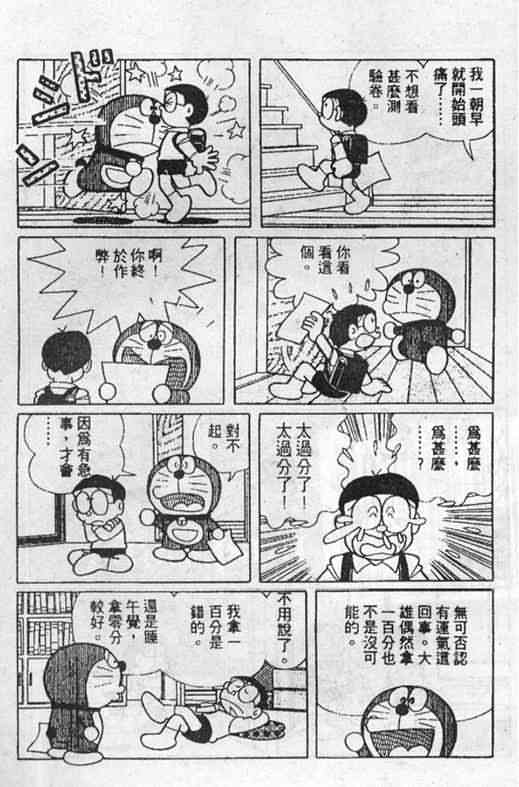 我一朝早
就開始頭
痛了……
不想看
甚麼測
驗卷。
ドド
ンン
你看
看這
個。
啊！
你終
於作
弊！
為甚麼
……，
為甚麼
……？
太過分了！
太過分了！
對不
起。
因為有急
事，才會
……
無可否認
有運氣這
回事。大
誰偶然拿
一百分也
不是沒可
能的。
不用說了。
我拿一
百分是
錯的。
還是睡
午覺，
拿零分
較好。